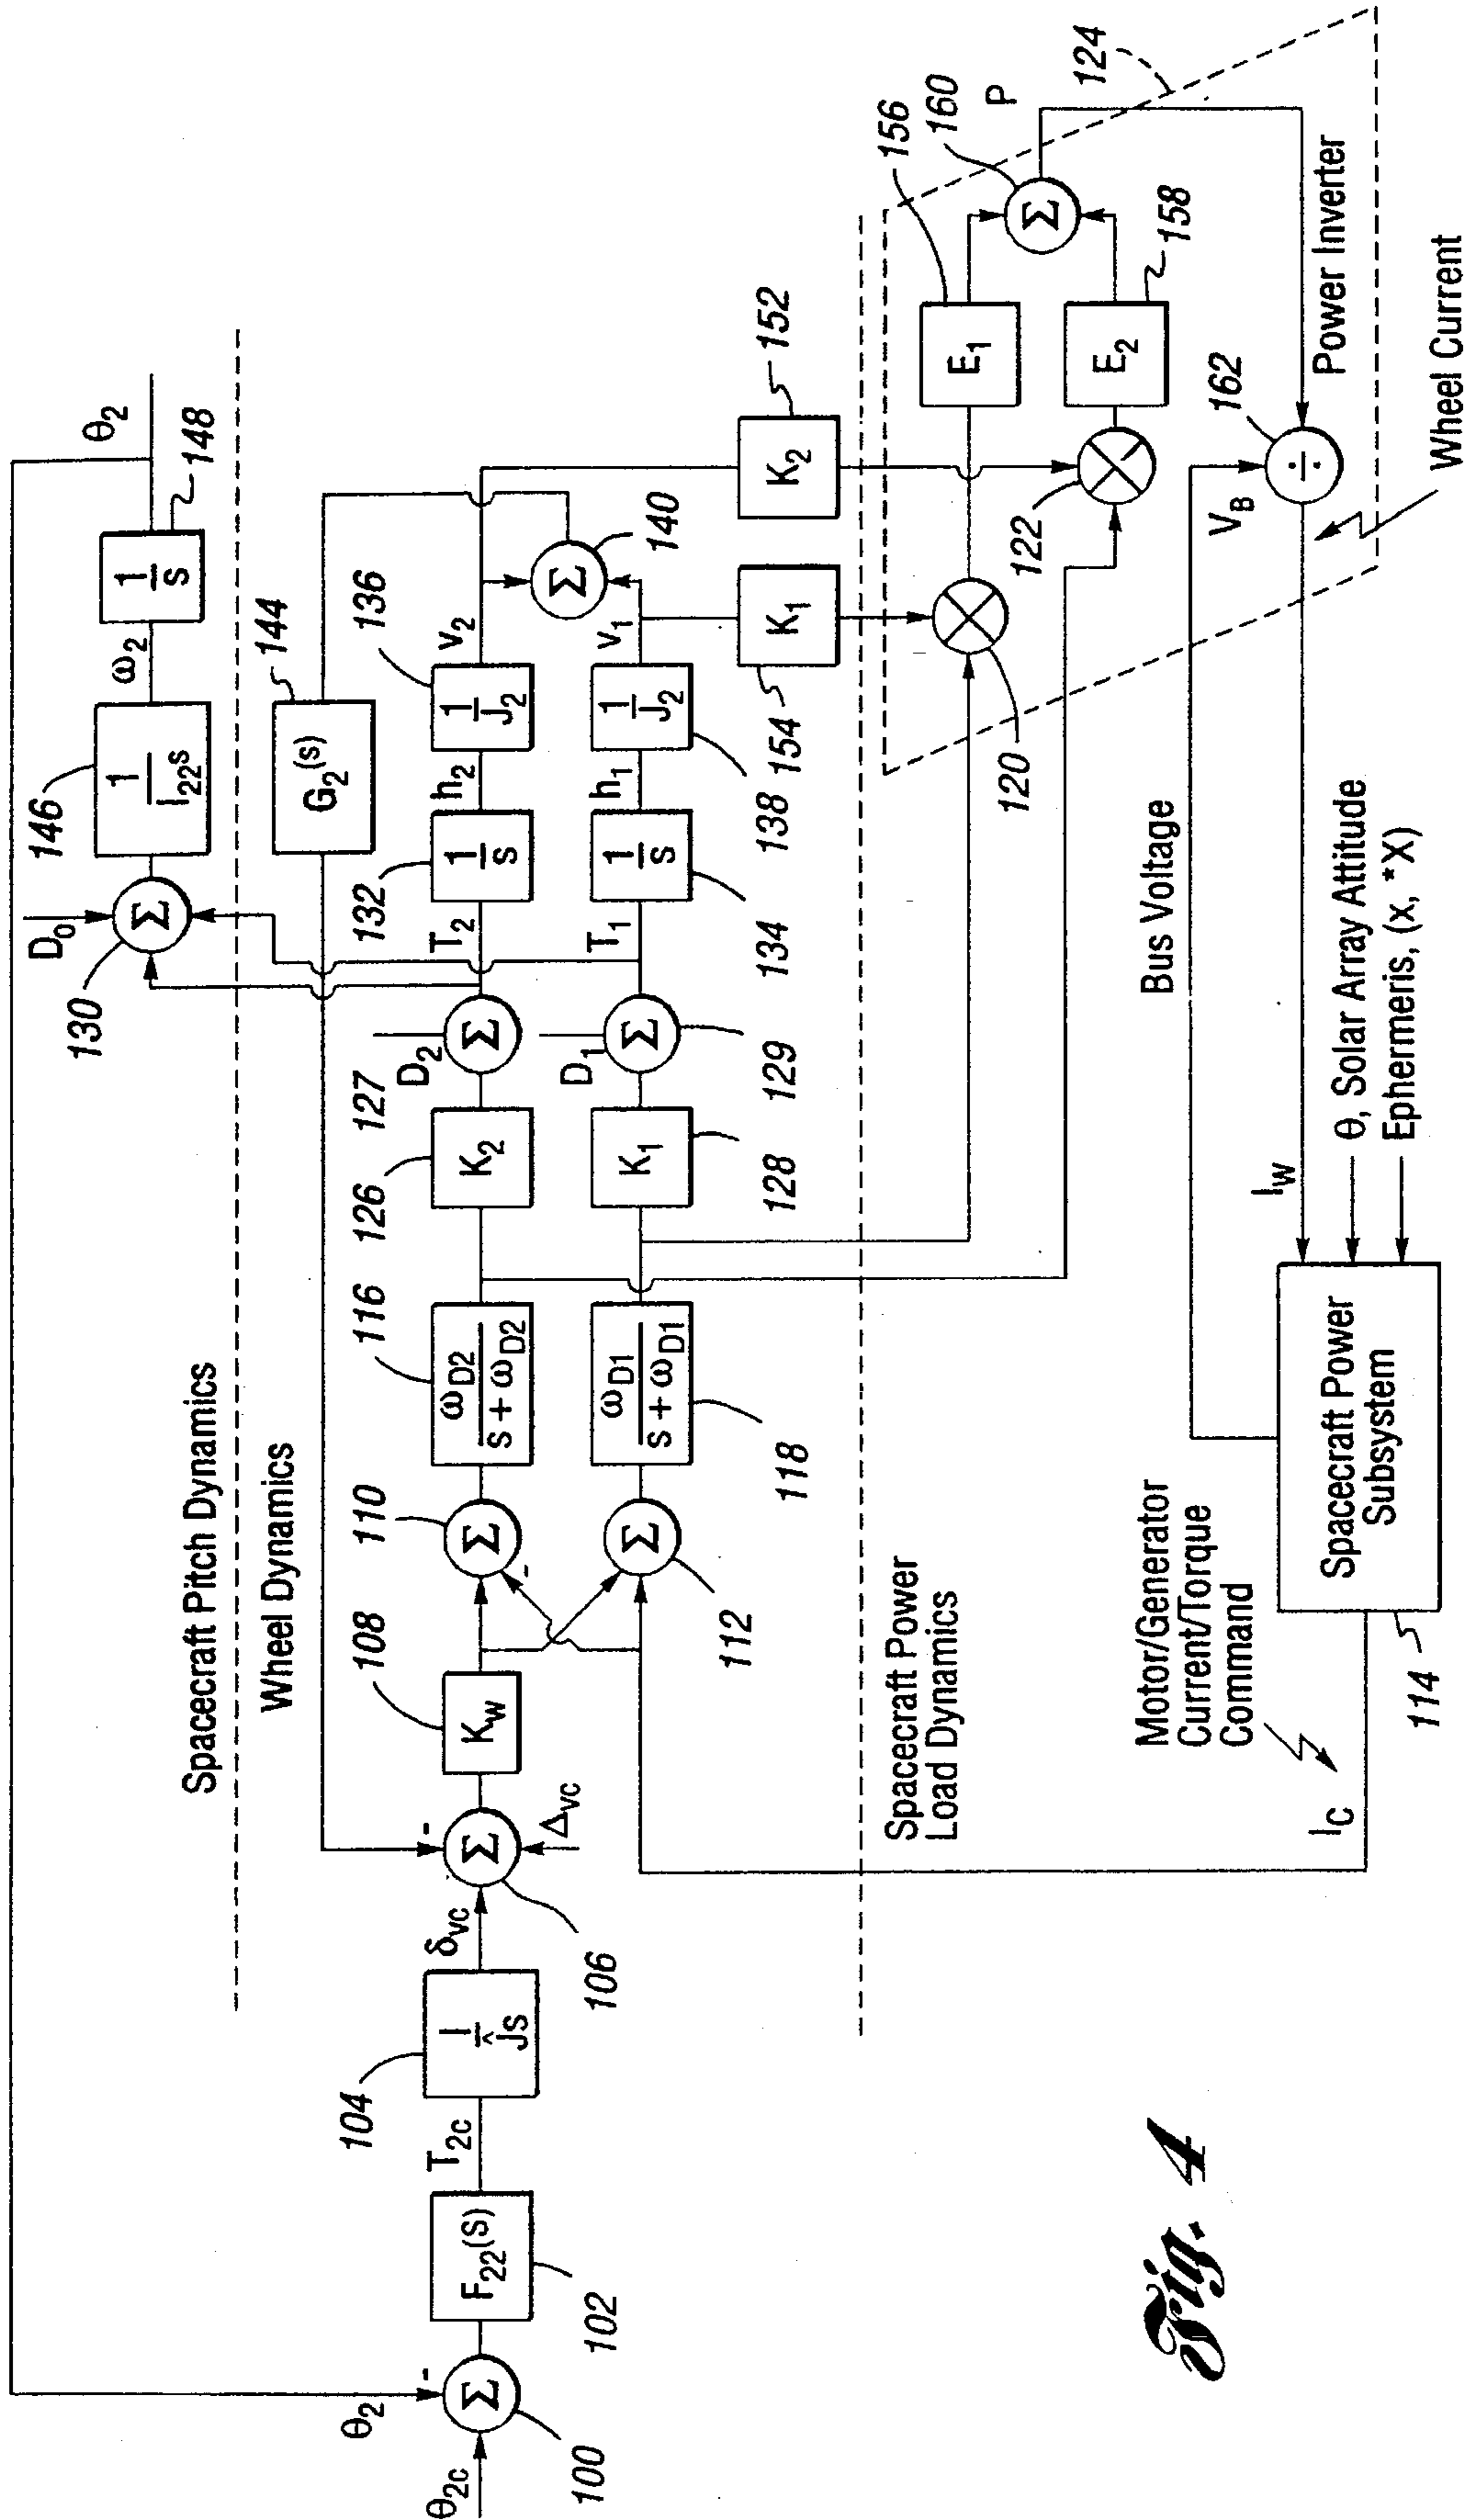 Spacecraft Pitch Dynamics
θ2
D0
Σ
130
146
1
I22s
ω2
1
s
148
θ2
Wheel Dynamics
144
G2(s)
θ2c
θ2
-
Σ
100
F22(S)
102
T2c
104
I
Ĵs
δvc
-
Σ
106
Δvc
108
Kw
110
Σ
-
112
Σ
116
ωD2
S + ωD2
118
ωD1
S + ωD1
126
K2
128
K1
127
D2
Σ
129
D1
Σ
T2
T1
132
1
s
134
1
s
h2
h1
136
1
J2
138
1
J2
v2
v1
Σ
140
154
K1
152
K2
Spacecraft Power
Load Dynamics
120
122
156
E1
E2
158
160
Σ
P
124
Power Inverter
162
÷
VB
Wheel Current
Bus Voltage
IW
θ, Solar Array Attitude
Ephermeris, (x, *X)
Motor/Generator
Current/Torque
Command
IC
Spacecraft Power
Subsystem
114
Fig. 4